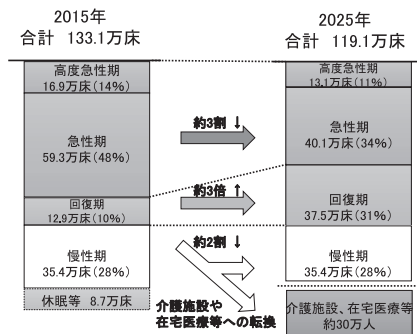 2015年
合計 133.1万床
2025年
合計 119.1万床
高度急性期
16.9万床(14%)
急性期
59.3万床(48%)
回復期
12.9万床(10%)
慢性期
35.4万床(28%)
休眠等 8.7万床
約3割 ↓
約3倍 ↑
約2割 ↓
介護施設や
在宅医療等への転換
高度急性期
13.1万床(11%)
急性期
40.1万床(34%)
回復期
37.5万床(31%)
慢性期
35.4万床(28%)
介護施設、在宅医療等
約30万人